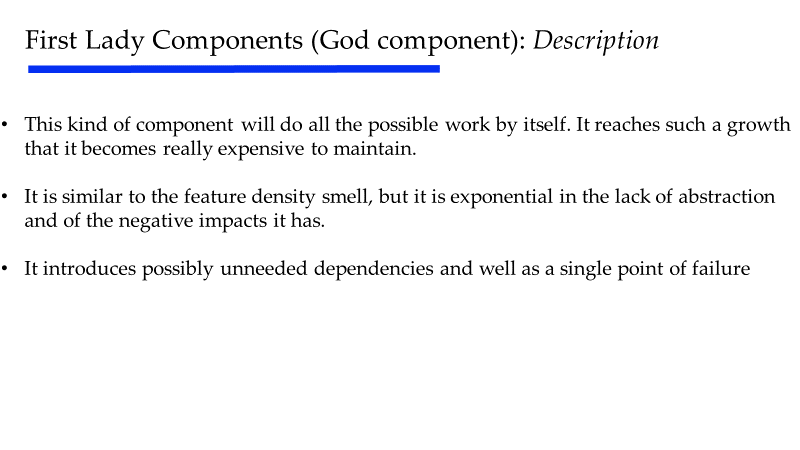 First Lady Components (God component): Description
• This kind of component will do all the possible work by itself. It reaches such a growth
that it becomes really expensive to maintain.
• It is similar to the feature density smell, but it is exponential in the lack of abstraction
and of the negative impacts it has.
• It introduces possibly unneeded dependencies and well as a single point of failure